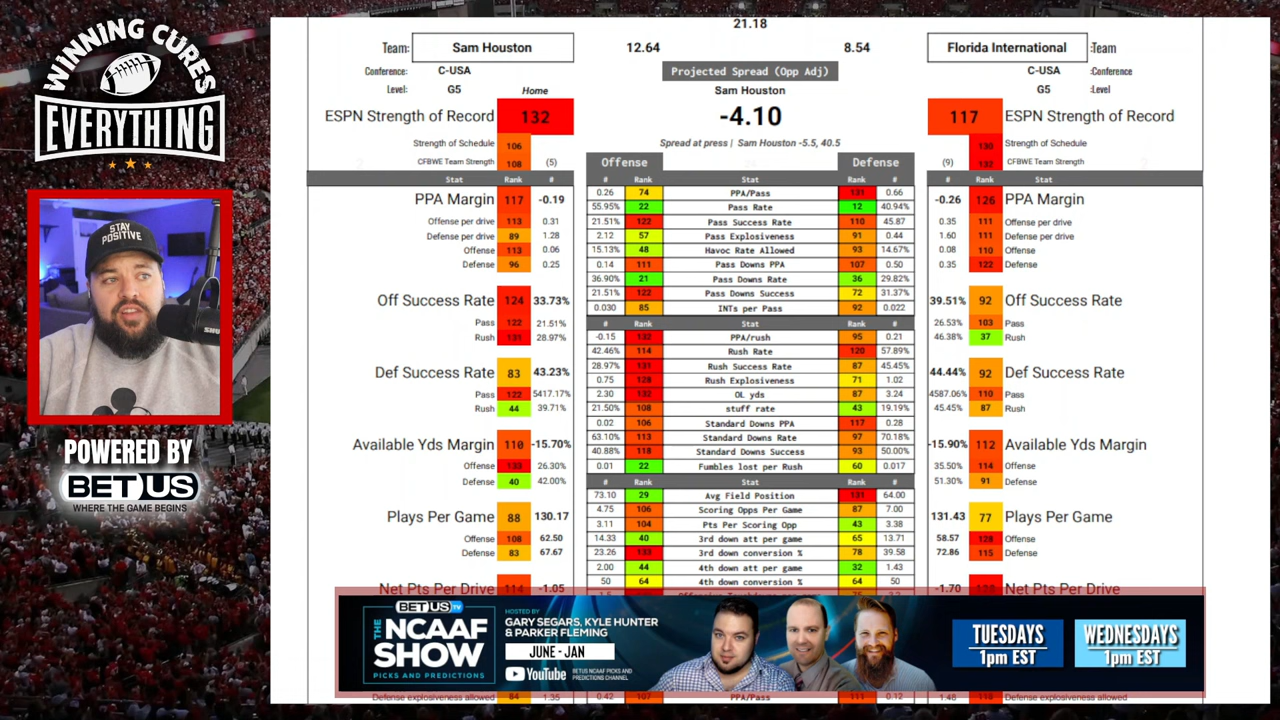 WINNING CURES
EVERYTHING
STAY
POSITIVE
POWERED BY
BETUS
WHERE THE GAME BEGINS
21.18
Team: Sam Houston 12.64 8.54 Florida International :Team
Conference: C-USA Projected Spread (Opp Adj) C-USA :Conference
Level: G5 Home Sam Houston G5 :Level
ESPN Strength of Record 132 -4.10 117 ESPN Strength of Record
Spread at press | Sam Houston -5.5, 40.5
Strength of Schedule 106 130 Strength of Schedule
CFBWE Team Strength 108 (5) Offense Defense (9) 132 CFBWE Team Strength
Stat Rank # # Rank Stat Rank # # Rank Stat
PPA Margin 117 -0.19 -0.26 126 PPA Margin
Offense per drive 113 0.31 0.35 111 Offense per drive
Defense per drive 89 1.28 1.60 111 Defense per drive
Offense 113 0.06 0.08 110 Offense
Defense 96 0.25 0.35 122 Defense
Off Success Rate 124 33.73% 39.51% 92 Off Success Rate
Pass 122 21.51% 26.53% 103 Pass
Rush 131 28.97% 46.38% 37 Rush
Def Success Rate 83 43.23% 44.44% 92 Def Success Rate
Pass 122 5417.17% 4587.06% 110 Pass
Rush 44 39.71% 45.45% 87 Rush
Available Yds Margin 110 -15.70% -15.90% 112 Available Yds Margin
Offense 133 26.30% 35.50% 114 Offense
Defense 40 42.00% 51.30% 91 Defense
Plays Per Game 88 130.17 131.43 77 Plays Per Game
Offense 108 62.50 58.57 128 Offense
Defense 83 67.67 72.86 115 Defense
Net Pts Per Drive 114 -1.05 -1.70 Net Pts Per Drive
0.26 74 PPA/Pass 131 0.66
55.95% 22 Pass Rate 12 40.94%
21.51% 122 Pass Success Rate 110 45.87
2.12 57 Pass Explosiveness 91 0.44
15.13% 48 Havoc Rate Allowed 93 14.67%
0.14 111 Pass Downs PPA 107 0.50
36.90% 21 Pass Downs Rate 36 29.82%
21.51% 122 Pass Downs Success 72 31.37%
0.030 85 INTs per Pass 92 0.022
# Rank Stat Rank #
-0.15 132 PPA/rush 95 0.21
42.46% 114 Rush Rate 120 57.89%
28.97% 131 Rush Success Rate 87 45.45%
0.75 128 Rush Explosiveness 71 1.02
2.30 132 OL yds 87 3.24
21.50% 108 stuff rate 43 19.19%
0.02 106 Standard Downs PPA 117 0.28
63.10% 113 Standard Downs Rate 97 70.18%
40.88% 118 Standard Downs Success 93 50.00%
0.01 22 Fumbles lost per Rush 60 0.017
# Rank Stat Rank #
73.10 29 Avg Field Position 131 64.00
4.75 106 Scoring Opps Per Game 87 7.00
3.11 104 Pts Per Scoring Opp 43 3.38
14.33 40 3rd down att per game 65 13.71
23.26 133 3rd down conversion % 78 39.58
2.00 44 4th down att per game 32 1.43
50 64 4th down conversion % 64 50
BETUS TV
THE NCAAF SHOW
PICKS AND PREDICTIONS
HOSTED BY
GARY SEGARS, KYLE HUNTER
& PARKER FLEMING
JUNE - JAN
YouTube BETUS NCAAF PICKS AND
PREDICTIONS CHANNEL
TUESDAYS
1pm EST
WEDNESDAYS
1pm EST
Defense explosiveness allowed 84 1.35 0.42 107 PPA/Pass 111 0.12 1.48 Defense explosiveness allowed